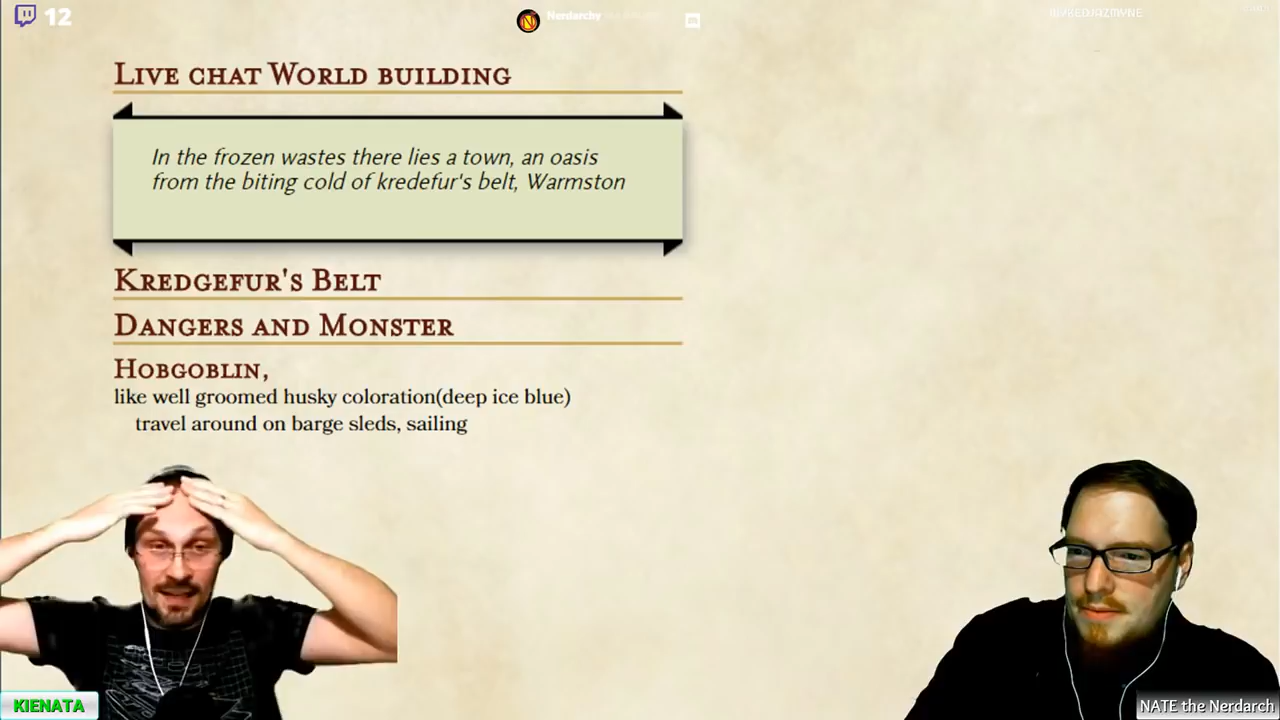 12
Nerdarchy
Live chat World building
In the frozen wastes there lies a town, an oasis
from the biting cold of kredefur's belt, Warmston
Kredgefur's Belt
Dangers and Monster
Hobgoblin,
like well groomed husky coloration(deep ice blue)
travel around on barge sleds, sailing
KIENATA
NATE the Nerdarch